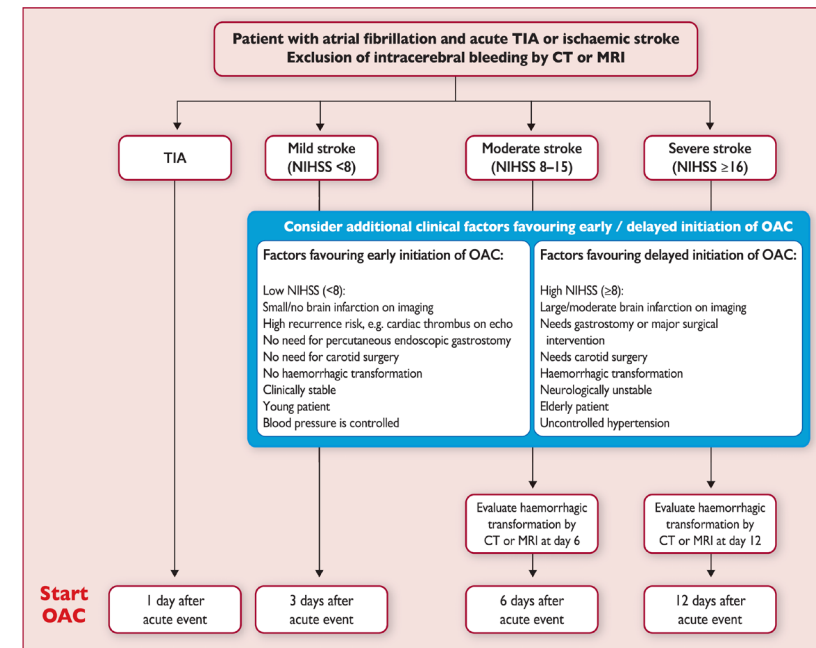 Patient with atrial fibrillation and acute TIA or ischaemic stroke
Exclusion of intracerebral bleeding by CT or MRI
TIA
Mild stroke
(NIHSS <8)
Moderate stroke
(NIHSS 8–15)
Severe stroke
(NIHSS ≥16)
Consider additional clinical factors favouring early / delayed initiation of OAC
Factors favouring early initiation of OAC:
Low NIHSS (<8):
Small/no brain infarction on imaging
High recurrence risk, e.g. cardiac thrombus on echo
No need for percutaneous endoscopic gastrostomy
No need for carotid surgery
No haemorrhagic transformation
Clinically stable
Young patient
Blood pressure is controlled
Factors favouring delayed initiation of OAC:
High NIHSS (≥8):
Large/moderate brain infarction on imaging
Needs gastrostomy or major surgical
intervention
Needs carotid surgery
Haemorrhagic transformation
Neurologically unstable
Elderly patient
Uncontrolled hypertension
Evaluate haemorrhagic
transformation by
CT or MRI at day 6
Evaluate haemorrhagic
transformation by
CT or MRI at day 12
Start
OAC
1 day after
acute event
3 days after
acute event
6 days after
acute event
12 days after
acute event